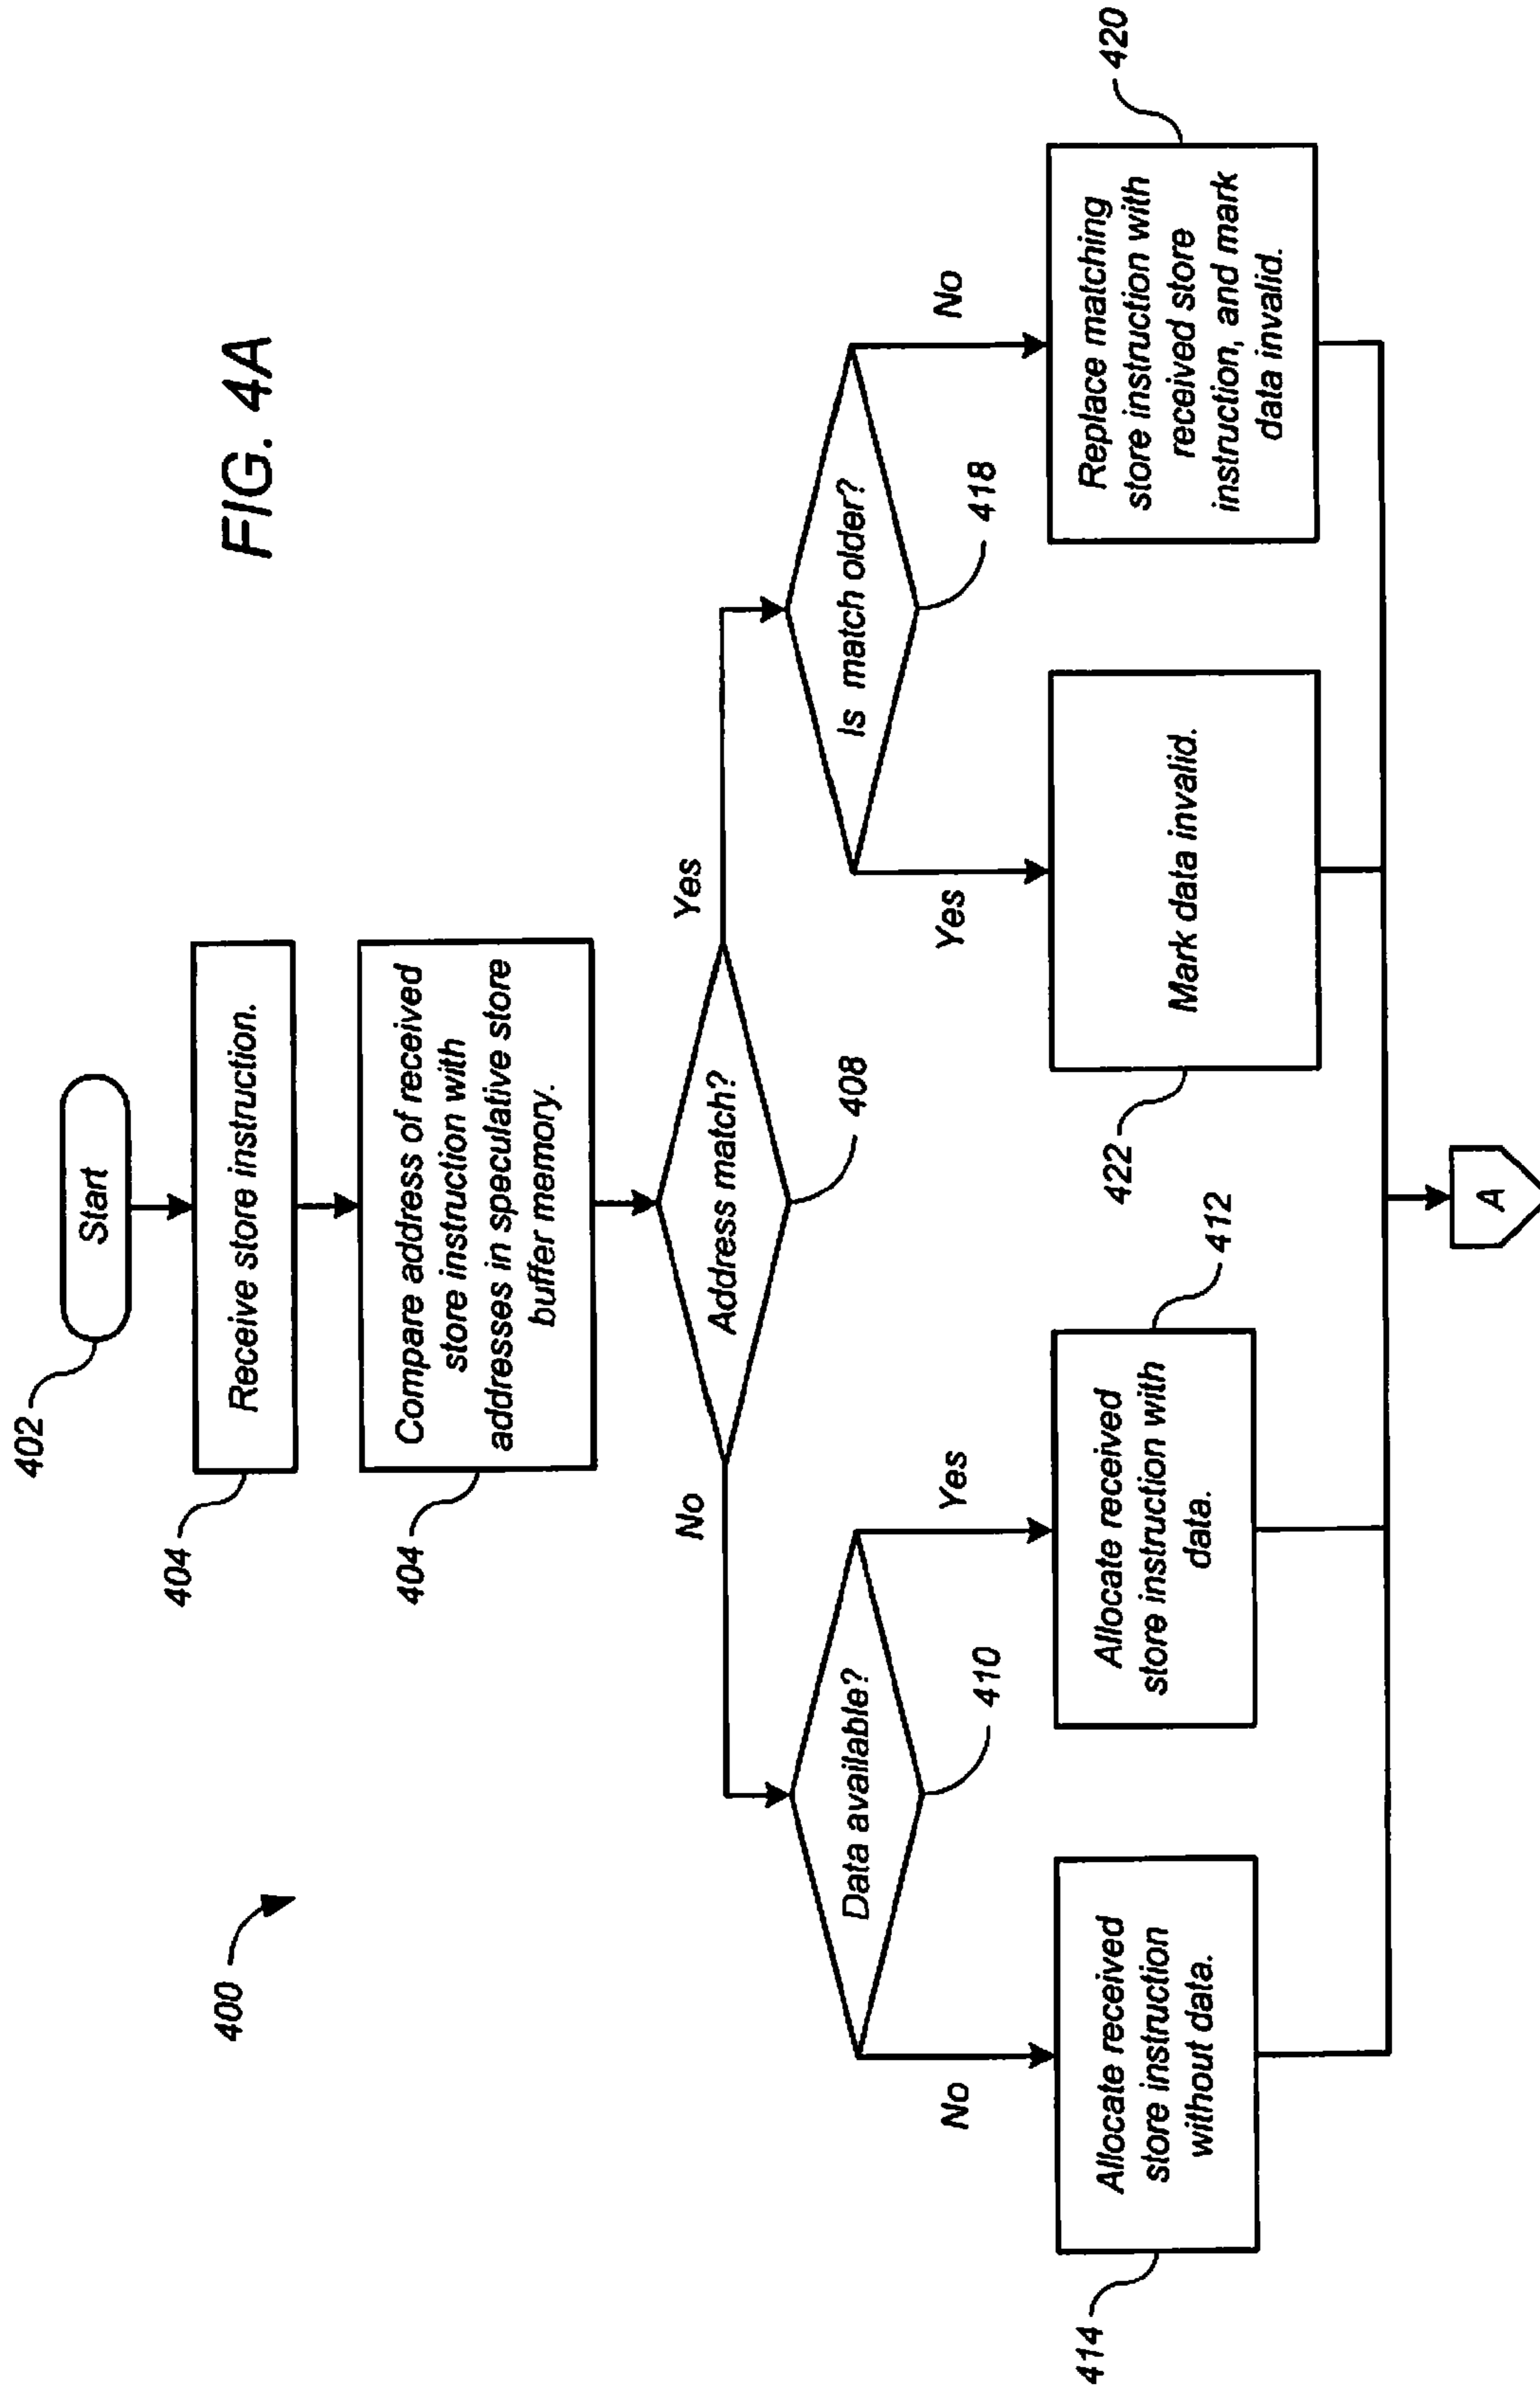 FIG. 4A
400
402
Start
404
Receive store instruction.
404
Compare address of received
store instruction with
addresses in speculative store
buffer memory.
Address match?
408
No
Yes
Data available?
410
Is match older?
418
No
Yes
Yes
No
414
Allocate received
store instruction
without data.
Allocate received
store instruction with
data.
412
422
Mark data invalid.
Replace matching
store instruction with
received store
instruction, and mark
data invalid.
420
A